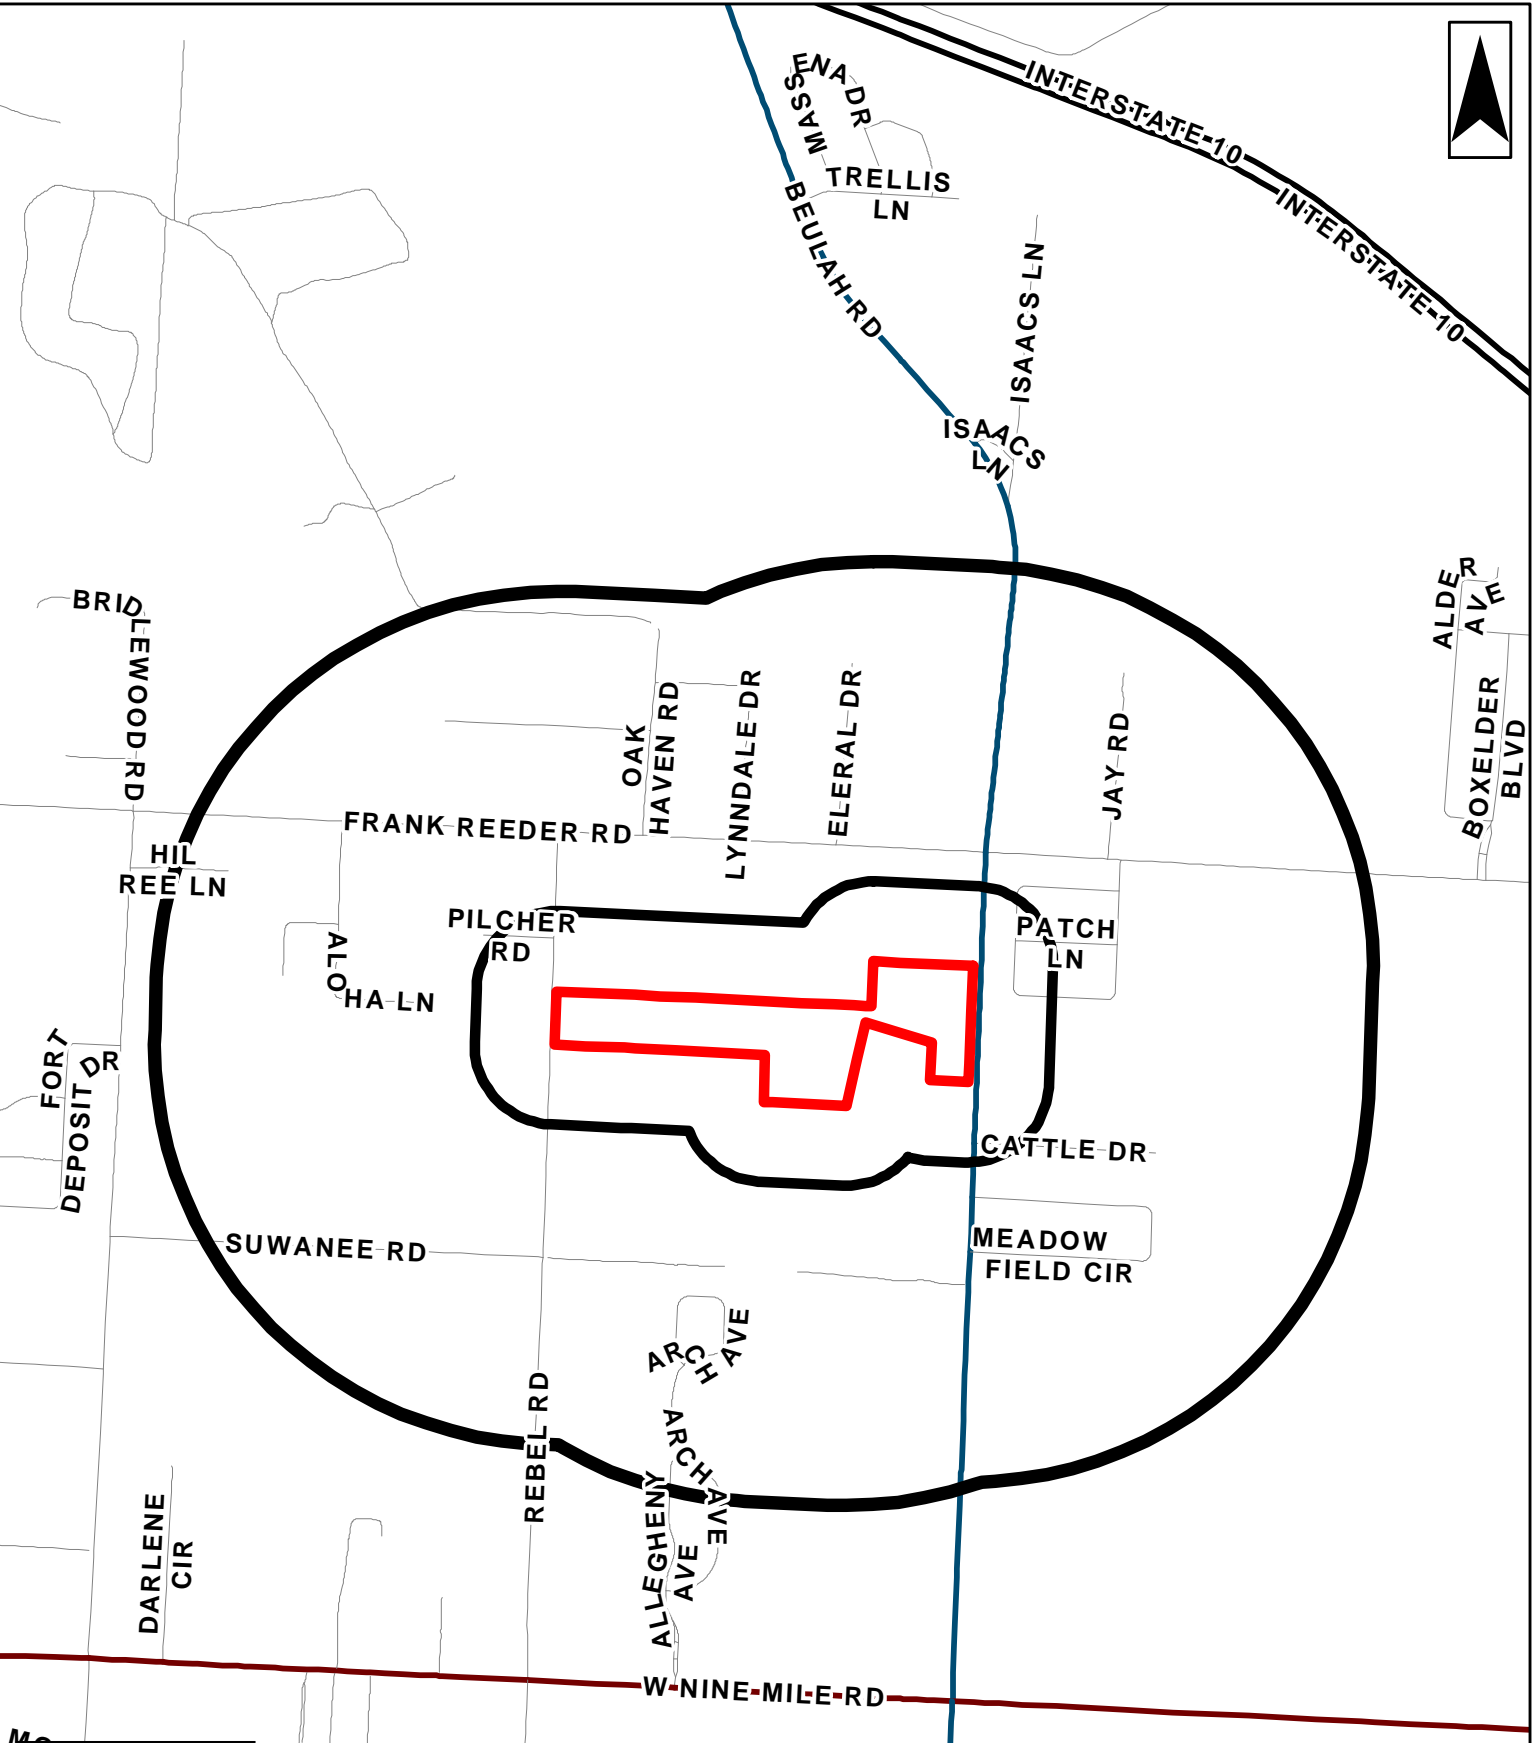 INTERSTATE 10
ENA DR
MASS
TRELLIS
LN
INTERSTATE 10
BEULAH RD
ISAACS LN
ISAACS
LN
ALDER
AVE
BRIDLEWOOD RD
OAK
HAVEN RD
LYNNDALE DR
ELERAL DR
JAY RD
BOXELDER
BLVD
FRANK REEDER RD
HIL
REE LN
PILCHER
RD
PATCH
LN
ALOHA LN
FORT
DEPOSIT DR
CATTLE DR
SUWANEE RD
MEADOW
FIELD CIR
ARCH AVE
REBEL RD
ARCH AVE
ALLEGHENY
AVE
DARLENE
CIR
W NINE MILE RD